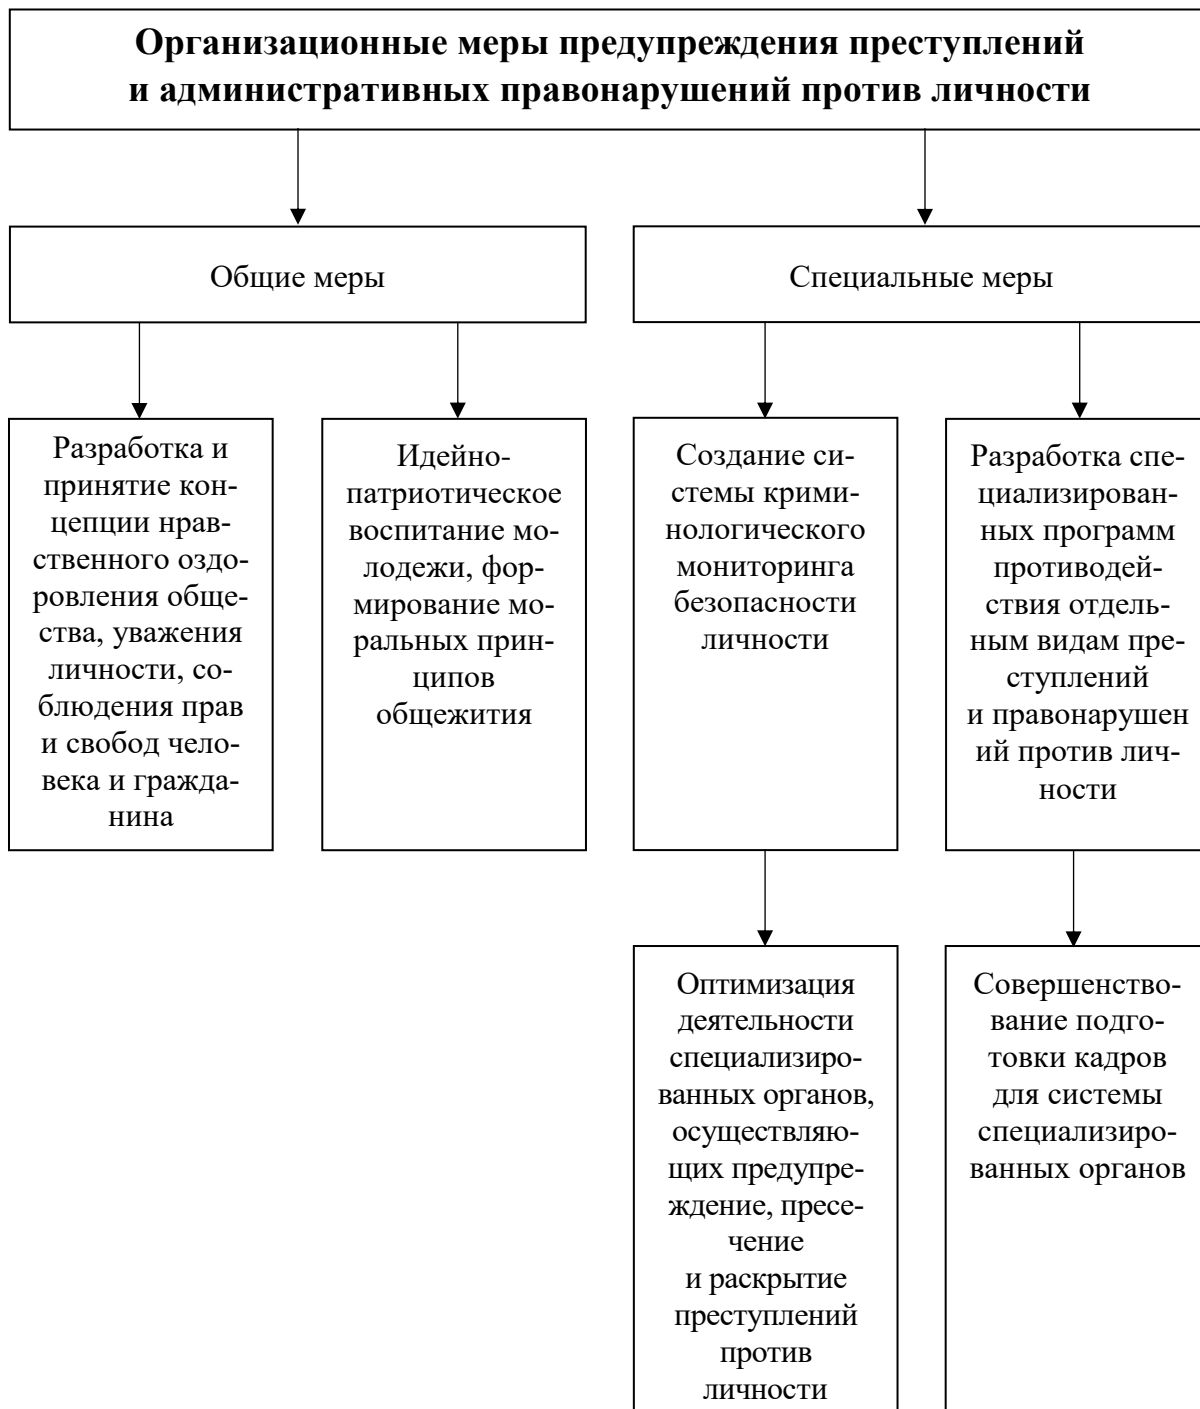 Организационные меры предупреждения преступлений
и административных правонарушений против личности
Общие меры
Специальные меры
Разработка и
принятие кон-
цепции нрав-
ственного оздо-
ровления обще-
ства, уважения
личности, со-
блюдения прав
и свобод чело-
века и гражда-
нина
Идейно-
патриотическое
воспитание мо-
лодежи, фор-
мирование мо-
ральных прин-
ципов
общежития
Создание си-
стемы крими-
нологического
мониторинга
безопасности
личности
Разработка спе-
циализирован-
ных программ
противодей-
ствия отдель-
ным видам пре-
ступлений
и правонарушен
ий против лич-
ности
Оптимизация
деятельности
специализиро-
ванных органов,
осуществляю-
щих предупре-
ждение, пресе-
чение
и раскрытие
преступлений
против
личности
Совершенство-
вание подго-
товки кадров
для системы
специализиро-
ванных органов